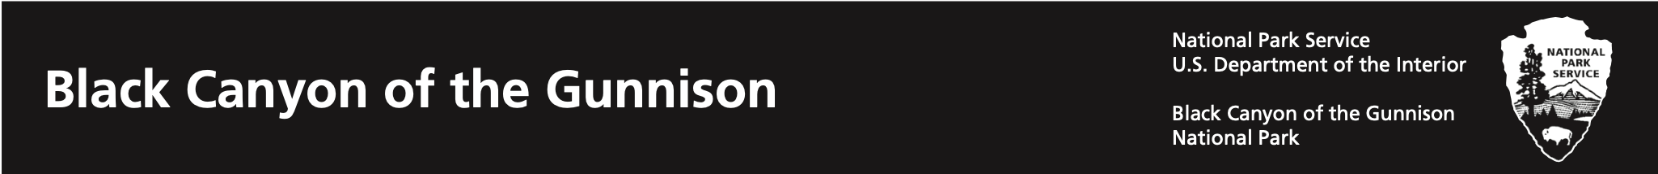 Black Canyon of the Gunnison
National Park Service
U.S. Department of the Interior
Black Canyon of the Gunnison
National Park
NATIONAL
PARK
SERVICE